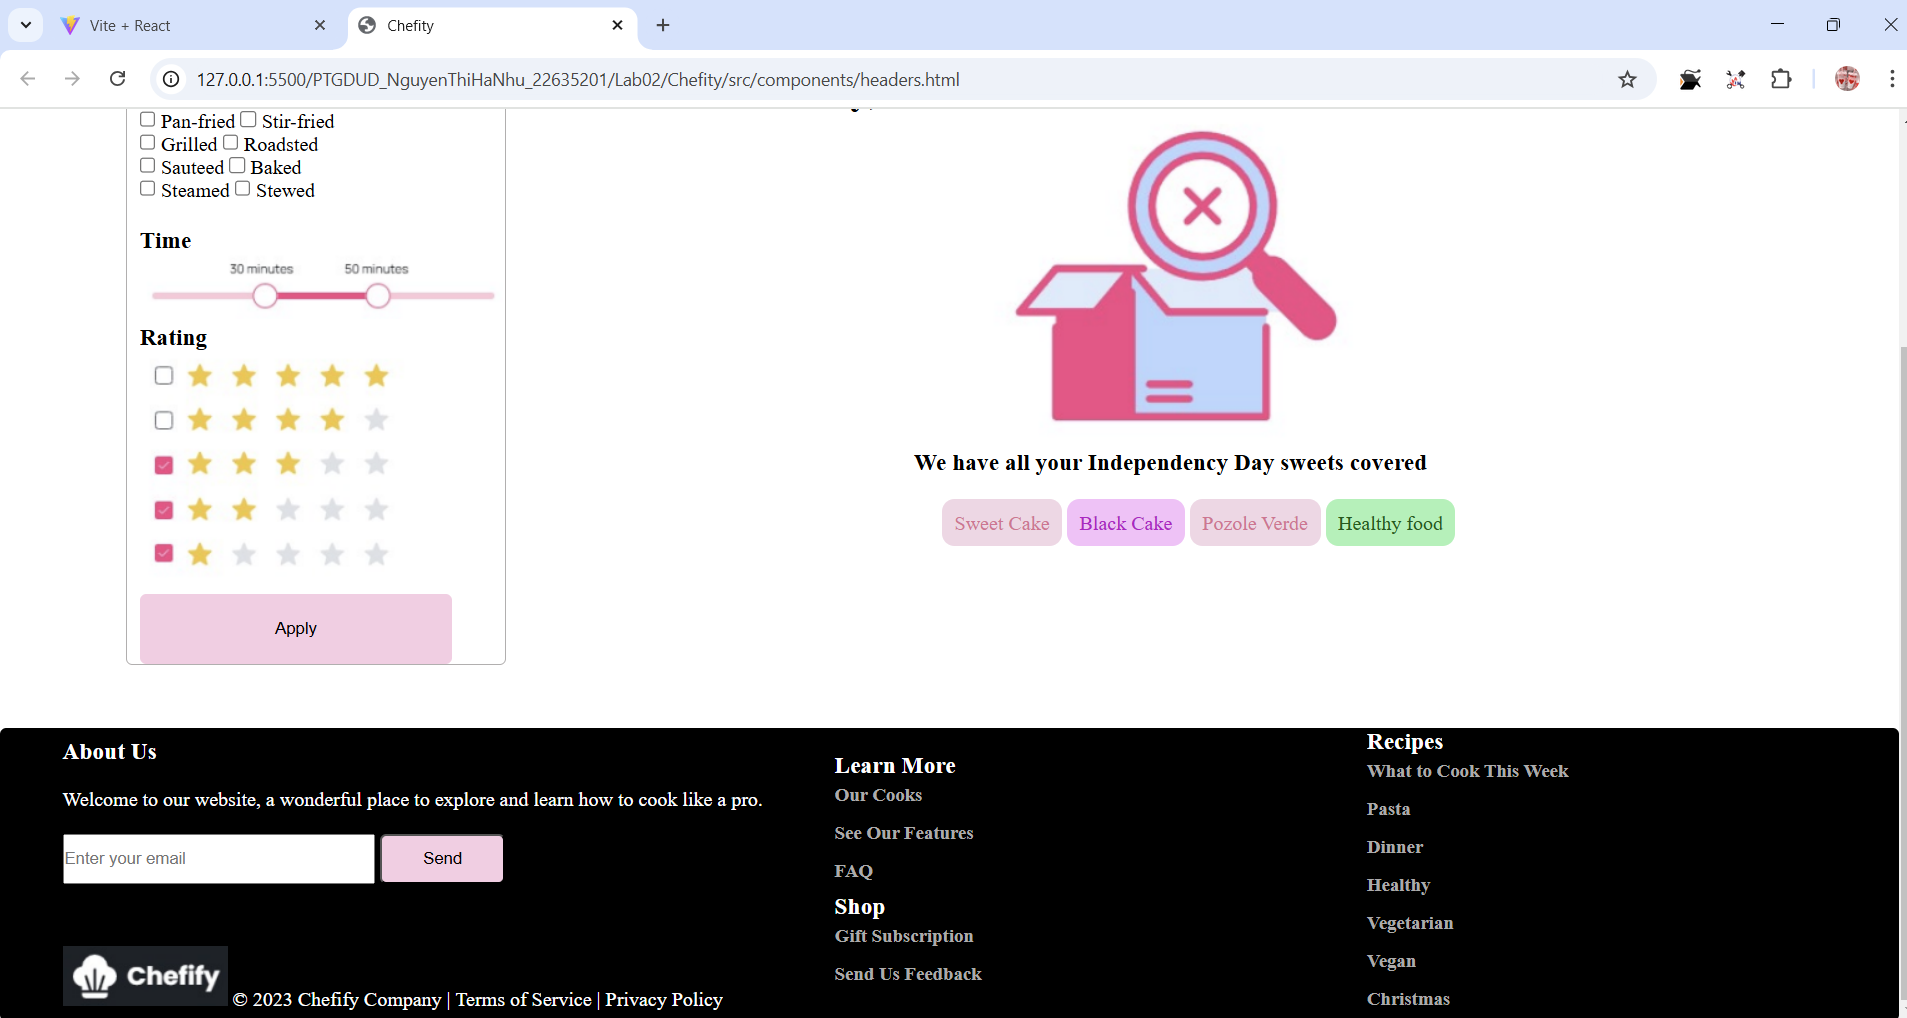 Vite + React
Chefity
127.0.0.1:5500/PTGDUD_NguyenThiHaNhu_22635201/Lab02/Chefity/src/components/headers.html
Pan-fried Stir-fried
Grilled Roadsted
Sauteed Baked
Steamed Stewed
Time
30 minutes 50 minutes
Rating
Apply
We have all your Independency Day sweets covered
Sweet Cake Black Cake Pozole Verde Healthy food
About Us
Welcome to our website, a wonderful place to explore and learn how to cook like a pro.
Enter your email Send
Chefify
© 2023 Chefify Company | Terms of Service | Privacy Policy
Learn More
Our Cooks
See Our Features
FAQ
Shop
Gift Subscription
Send Us Feedback
Recipes
What to Cook This Week
Pasta
Dinner
Healthy
Vegetarian
Vegan
Christmas